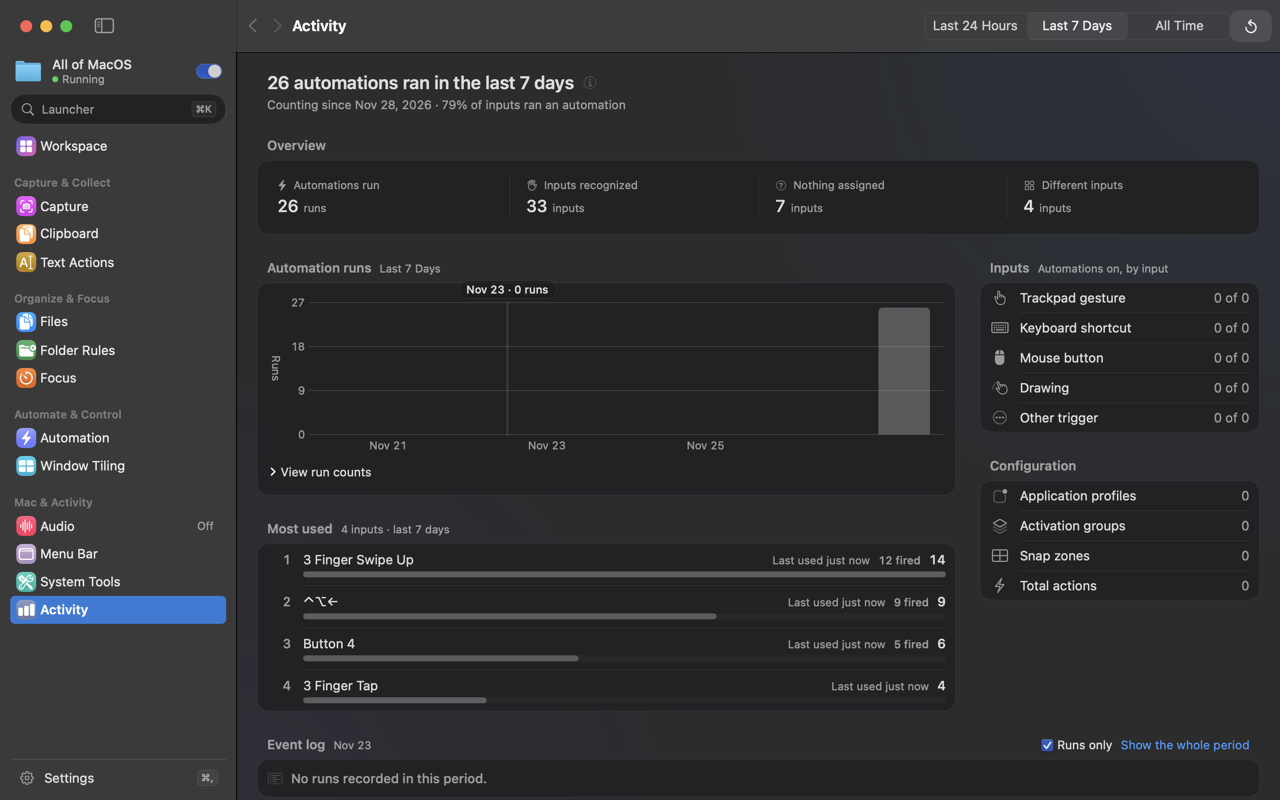 Activity
Last 24 Hours
Last 7 Days
All Time
All of MacOS
Running
Launcher
⌘K
Workspace
Capture & Collect
Capture
Clipboard
Text Actions
Organize & Focus
Files
Folder Rules
Focus
Automate & Control
Automation
Window Tiling
Mac & Activity
Audio
Off
Menu Bar
System Tools
Activity
Settings
⌘,
26 automations ran in the last 7 days
Counting since Nov 28, 2026 · 79% of inputs ran an automation
Overview
Automations run
26 runs
Inputs recognized
33 inputs
Nothing assigned
7 inputs
Different inputs
4 inputs
Automation runs Last 7 Days
Nov 23 · 0 runs
27
18
9
0
Runs
Nov 21
Nov 23
Nov 25
View run counts
Most used 4 inputs · last 7 days
1 3 Finger Swipe Up Last used just now 12 fired 14
2 ^⌥← Last used just now 9 fired 9
3 Button 4 Last used just now 5 fired 6
4 3 Finger Tap Last used just now 4
Inputs Automations on, by input
Trackpad gesture 0 of 0
Keyboard shortcut 0 of 0
Mouse button 0 of 0
Drawing 0 of 0
Other trigger 0 of 0
Configuration
Application profiles 0
Activation groups 0
Snap zones 0
Total actions 0
Event log Nov 23
Runs only
Show the whole period
No runs recorded in this period.